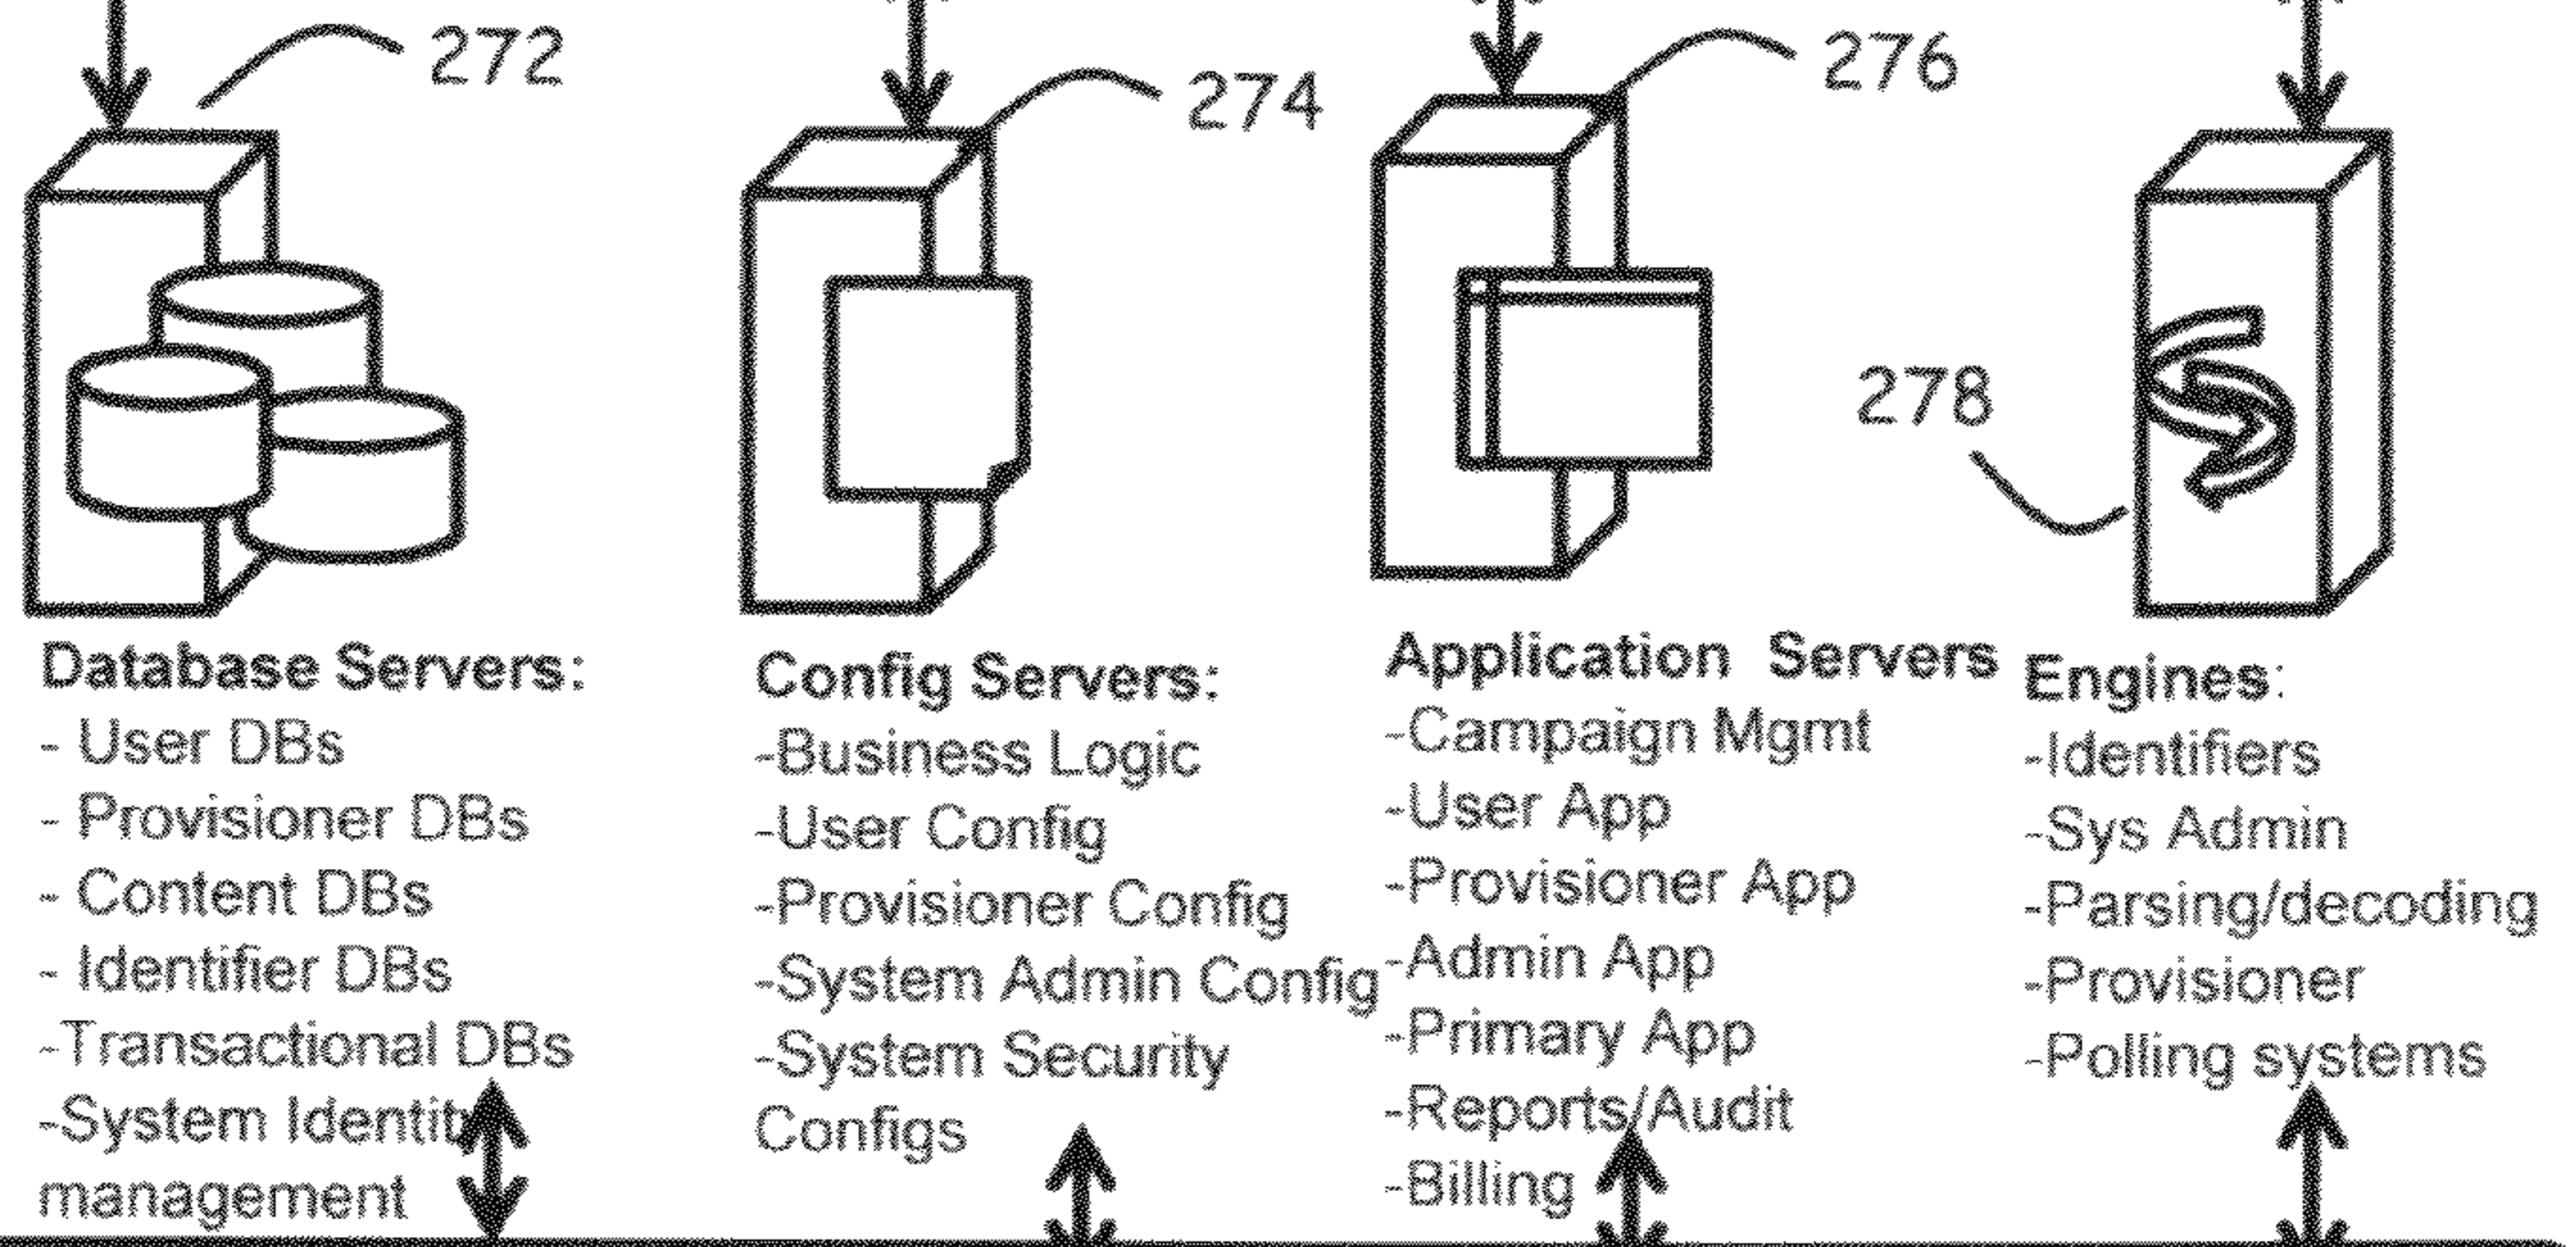 272
274
276
278
Database Servers:
- User DBs
- Provisioner DBs
- Content DBs
- Identifier DBs
-Transactional DBs
-System Identity
management
Config Servers:
-Business Logic
-User Config
-Provisioner Config
-System Admin Config
-System Security
Configs
Application Servers
-Campaign Mgmt
-User App
-Provisioner App
-Admin App
-Primary App
-Reports/Audit
-Billing
Engines:
-Identifiers
-Sys Admin
-Parsing/decoding
-Provisioner
-Polling systems